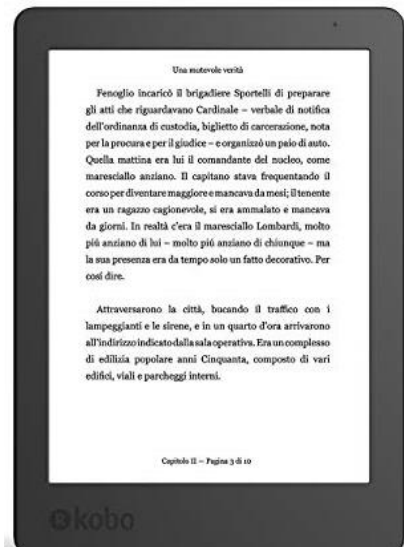 Una mutevole verità
Fenoglio incaricò il brigadiere Sportelli di preparare
gli atti che riguardavano Cardinale – verbale di notifica
dell'ordinanza di custodia, biglietto di carcerazione, nota
per la procura e per il giudice – e organizzò un paio di auto.
Quella mattina era lui il comandante del nucleo, come
maresciallo anziano. Il capitano stava frequentando il
corso per diventare maggiore e mancava da mesi; il tenente
era un ragazzo cagionevole, si era ammalato e mancava
da giorni. In realtà c'era il maresciallo Lombardi, molto
piú anziano di lui – molto piú anziano di chiunque – ma
la sua presenza era da tempo solo un fatto decorativo. Per
cosí dire.
Attraversarono la città, bucando il traffico con i
lampeggianti e le sirene, e in un quarto d'ora arrivarono
all'indirizzo indicato dalla sala operativa. Era un complesso
di edilizia popolare anni Cinquanta, composto di vari
edifici, viali e parcheggi interni.
Capitolo II – Pagina 3 di 10
kobo